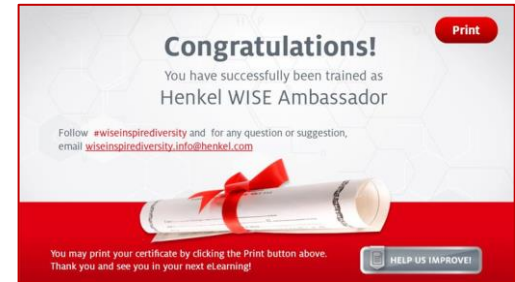 Print
Congratulations!
You have successfully been trained as
Henkel WISE Ambassador
Follow #wiseinspirediversity and for any question or suggestion,
email wiseinspirediversity.info@henkel.com
You may print your certificate by clicking the Print button above.
Thank you and see you in your next eLearning!
HELP US IMPROVE!